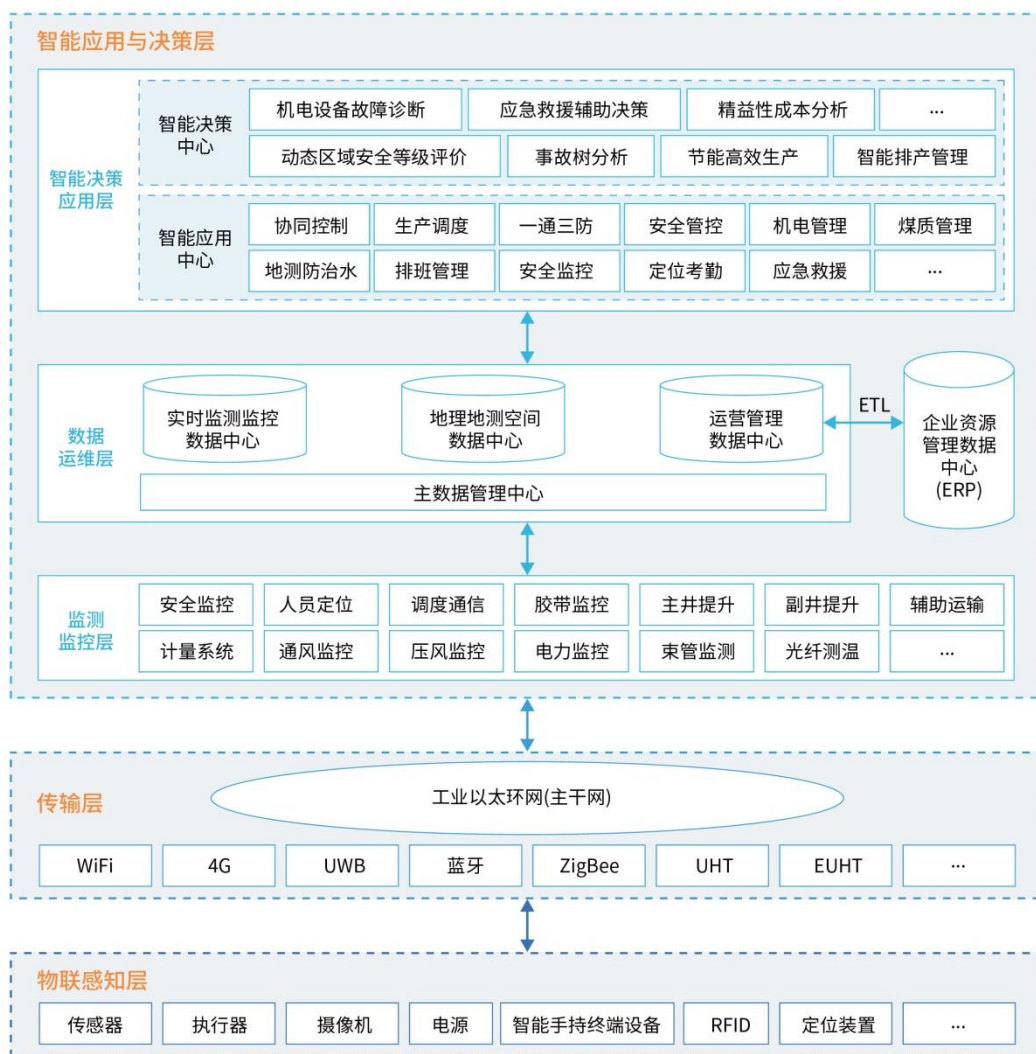 智能应用与决策层
智能决策
应用层
智能决策
中心
机电设备故障诊断
应急救援辅助决策
精益性成本分析
...
动态区域安全等级评价
事故树分析
节能高效生产
智能排产管理
智能应用
中心
协同控制
生产调度
一通三防
安全管控
机电管理
煤质管理
地测防治水
排班管理
安全监控
定位考勤
应急救援
...
数据
运维层
实时监测监控
数据中心
地理地测空间
数据中心
运营管理
数据中心
主数据管理中心
ETL
企业资源
管理数据
中心
(ERP)
监测
监控层
安全监控
人员定位
调度通信
胶带监控
主井提升
副井提升
辅助运输
计量系统
通风监控
压风监控
电力监控
束管监测
光纤测温
...
传输层
工业以太环网(主干网)
WiFi
4G
UWB
蓝牙
ZigBee
UHT
EUHT
...
物联感知层
传感器
执行器
摄像机
电源
智能手持终端设备
RFID
定位装置
...